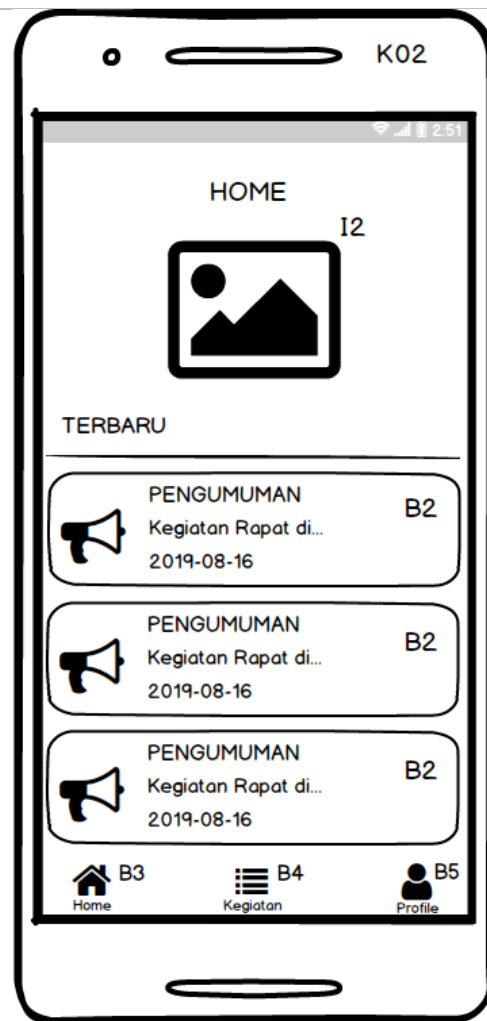 K02
2:51
HOME
I2
TERBARU
PENGUMUMAN
B2
Kegiatan Rapat di...
2019-08-16
PENGUMUMAN
B2
Kegiatan Rapat di...
2019-08-16
PENGUMUMAN
B2
Kegiatan Rapat di...
2019-08-16
B3 B4 B5
Home Kegiatan Profile